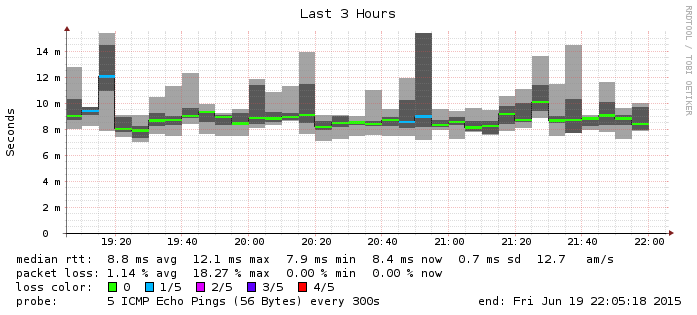 Last 3 Hours
RRDTOOL / TOBI OETIKER
Seconds
14 m
12 m
10 m
8 m
6 m
4 m
2 m
0
19:20 19:40 20:00 20:20 20:40 21:00 21:20 21:40 22:00
median rtt: 8.8 ms avg 12.1 ms max 7.9 ms min 8.4 ms now 0.7 ms sd 12.7 am/s
packet loss: 1.14 % avg 18.27 % max 0.00 % min 0.00 % now
loss color: 0 1/5 2/5 3/5 4/5
probe: 5 ICMP Echo Pings (56 Bytes) every 300s end: Fri Jun 19 22:05:18 2015